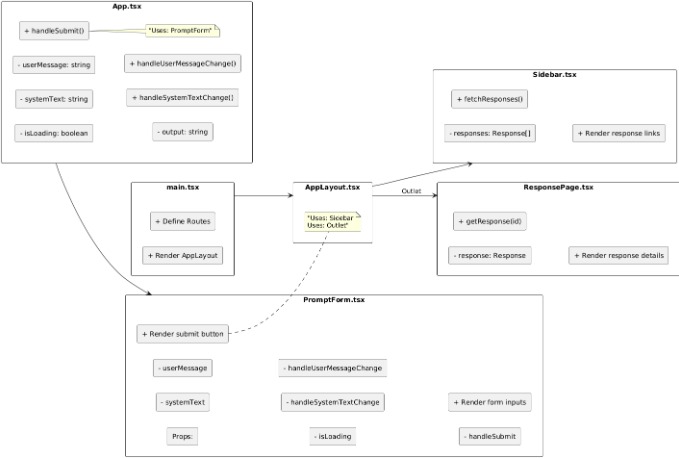 App.tsx
+ handleSubmit()
"Uses: PromptForm"
- userMessage: string
+ handleUserMessageChange()
- systemText: string
+ handleSystemTextChange()
- isLoading: boolean
- output: string
Sidebar.tsx
+ fetchResponses()
- responses: Response[]
+ Render response links
main.tsx
+ Define Routes
+ Render AppLayout
AppLayout.tsx
"Uses: Sidebar
Uses: Outlet"
Outlet
ResponsePage.tsx
+ getResponse(id)
- response: Response
+ Render response details
PromptForm.tsx
+ Render submit button
- userMessage
- handleUserMessageChange
- systemText
- handleSystemTextChange
+ Render form inputs
Props:
- isLoading
- handleSubmit